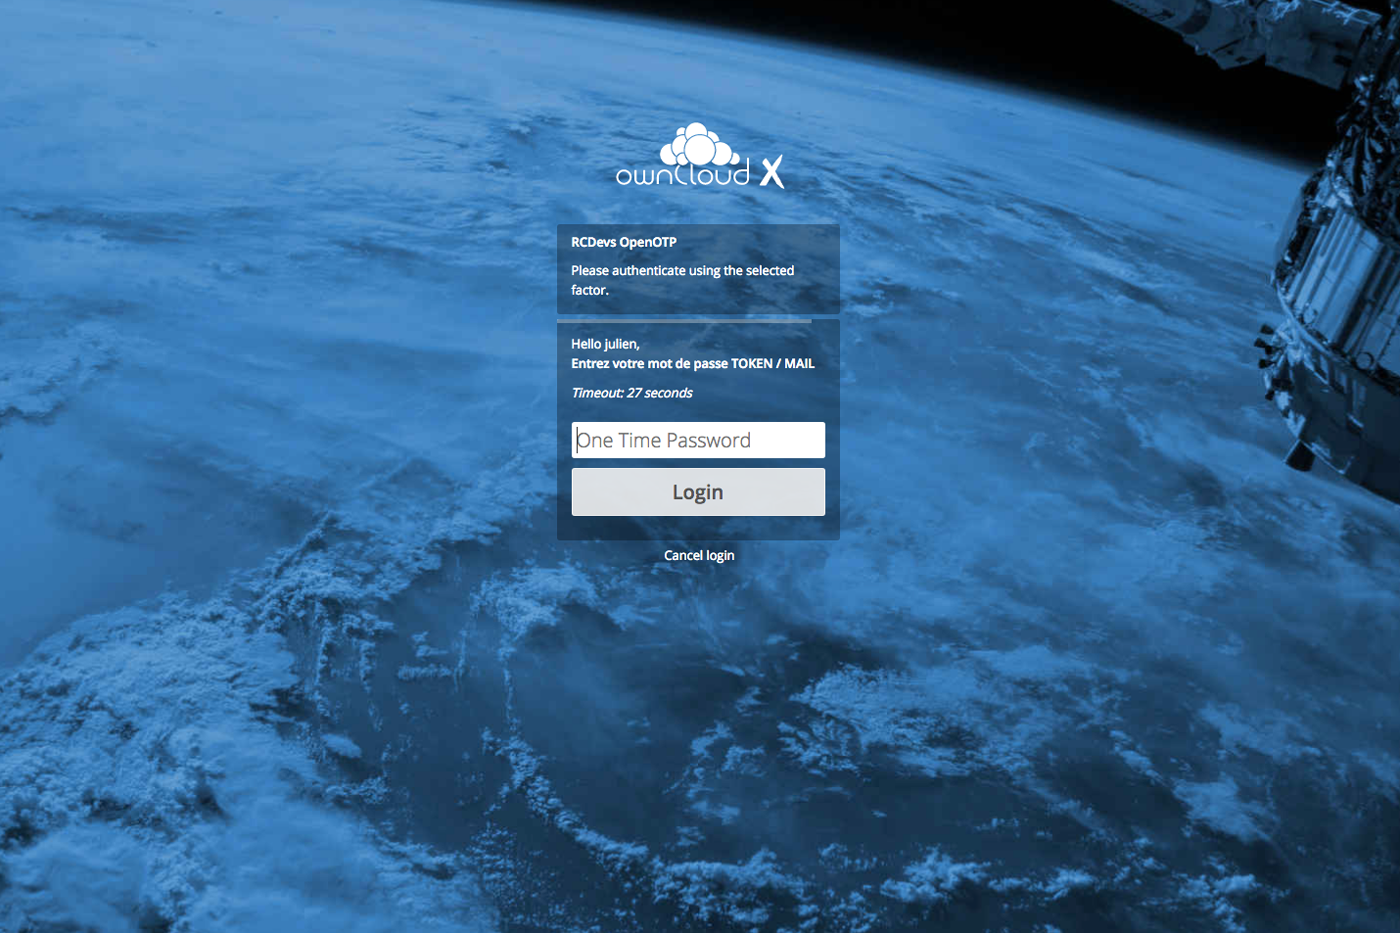 ownCloud X
RCDevs OpenOTP
Please authenticate using the selected
factor.
Hello julien,
Entrez votre mot de passe TOKEN / MAIL
Timeout: 27 seconds
One Time Password
Login
Cancel login